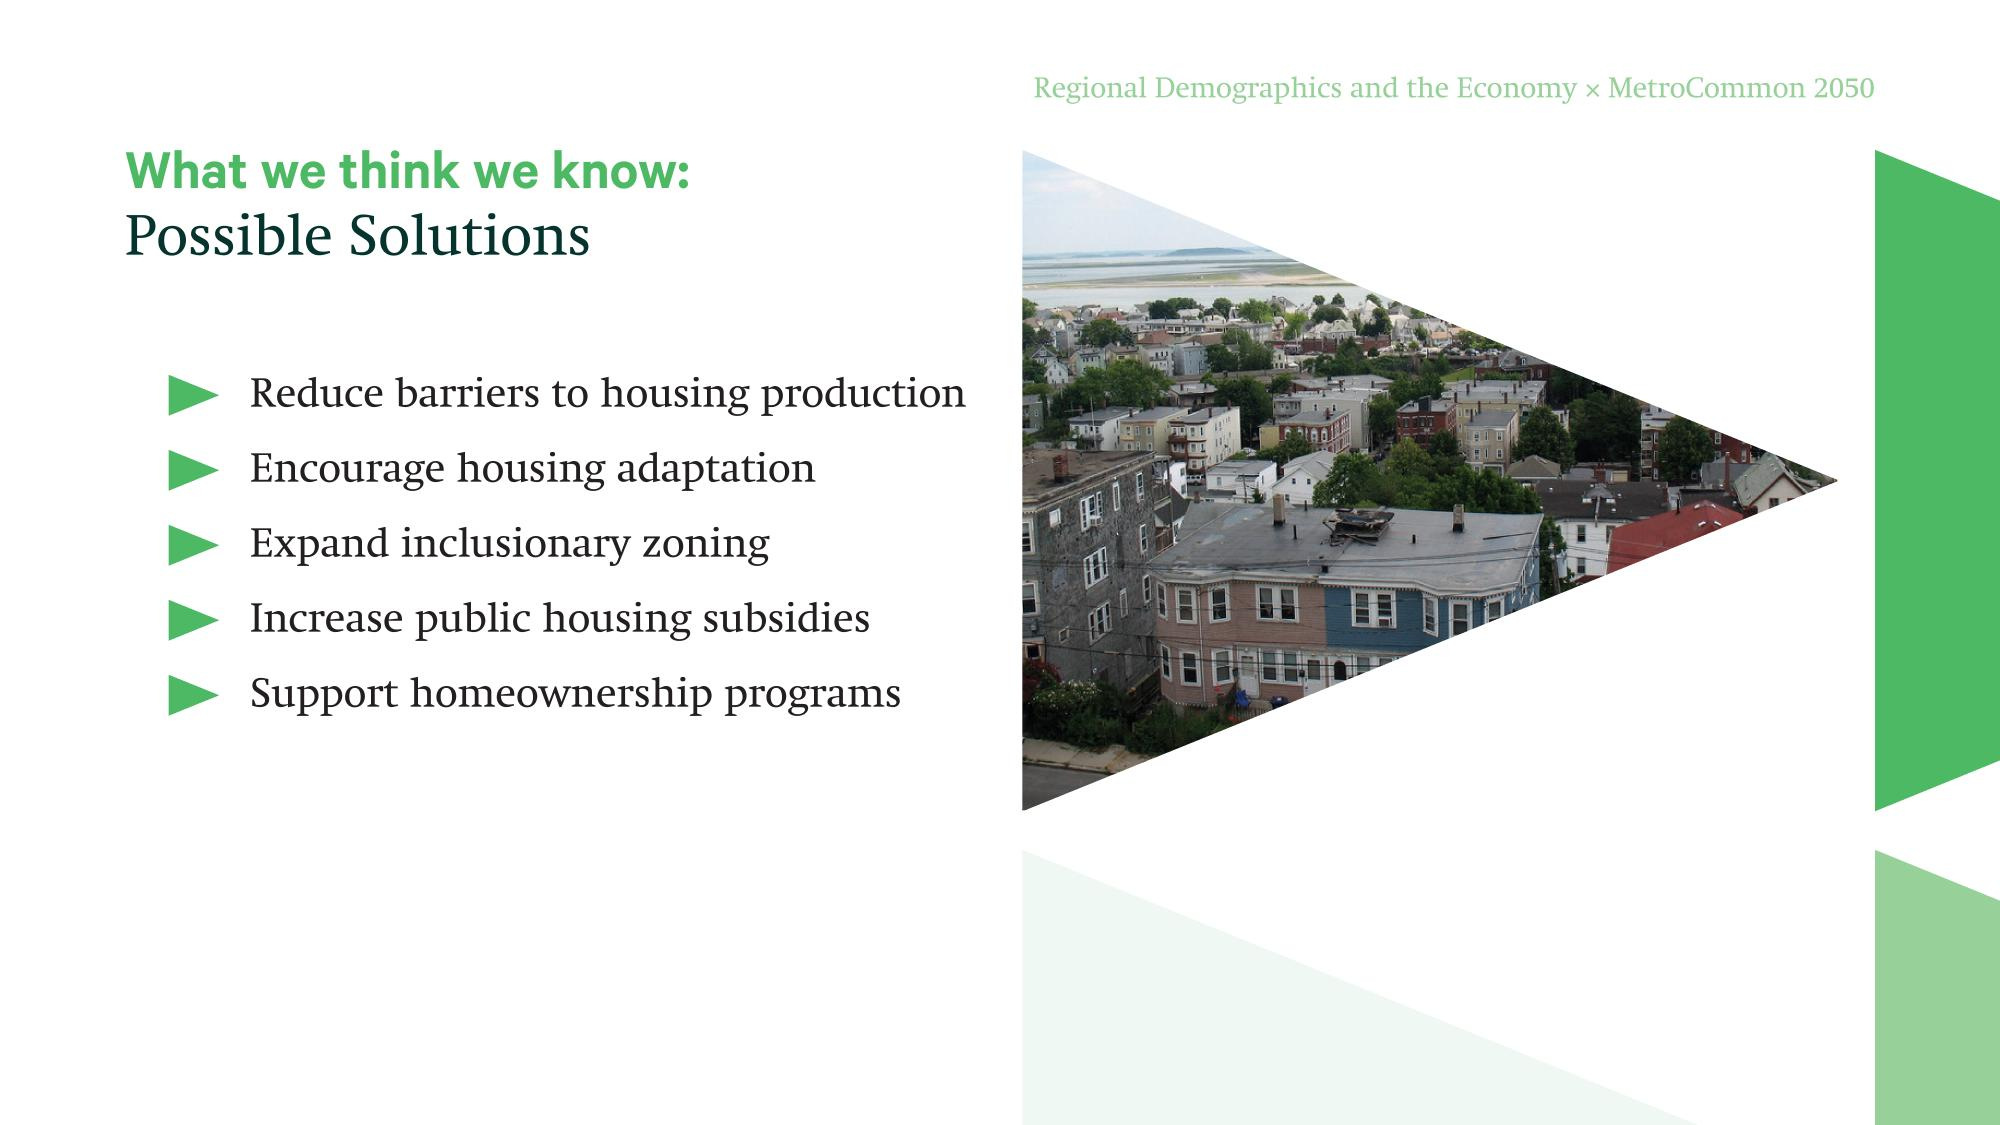 Regional Demographics and the Economy × MetroCommon 2050
What we think we know:
Possible Solutions
Reduce barriers to housing production
Encourage housing adaptation
Expand inclusionary zoning
Increase public housing subsidies
Support homeownership programs